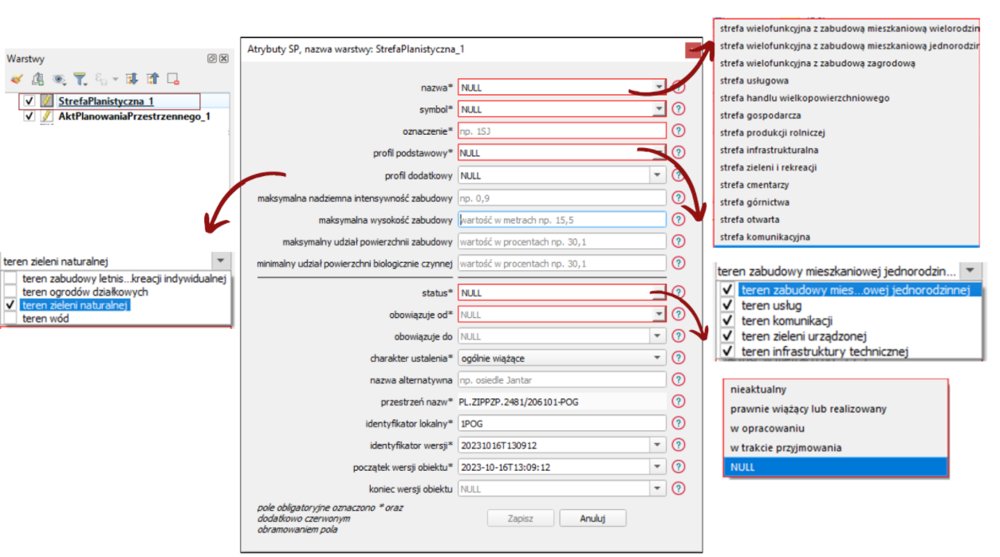 Warstwy
StrefaPlanistyczna_1
AktPlanowaniaPrzestrzennego_1
teren zieleni naturalnej
teren zabudowy letnis...kreacji indywidualnej
teren ogrodów działkowych
teren zieleni naturalnej
teren wód
Atrybuty SP, nazwa warstwy: StrefaPlanistyczna_1
nazwa* NULL ?
symbol* NULL ?
oznaczenie* np. 1SJ ?
profil podstawowy* NULL ?
profil dodatkowy NULL ?
maksymalna nadziemna intensywność zabudowy np. 0,9 ?
maksymalna wysokość zabudowy wartość w metrach np. 15,5 ?
maksymalny udział powierzchnii zabudowy wartość w procentach np. 30,1 ?
minimalny udział powierzchni biologicznie czynnej wartość w procentach np. 30,1 ?
status* NULL ?
obowiązuje od* NULL ?
obowiązuje do NULL ?
charakter ustalenia* ogólnie wiążące ?
nazwa alternatywna np. osiedle Jantar ?
przestrzeń nazw* PL.ZIPPZP.2481/206101-POG ?
identyfikator lokalny* 1POG ?
identyfikator wersji* 20231016T130912 ?
początek wersji obiektu* 2023-10-16T13:09:12 ?
koniec wersji obiektu NULL ?
pole obligatoryjne oznaczono * oraz
dodatkowo czerwonym
obramowaniem pola
Zapisz Anuluj
strefa wielofunkcyjna z zabudową mieszkaniową wielorodzin
strefa wielofunkcyjna z zabudową mieszkaniową jednorodzin
strefa wielofunkcyjna z zabudową zagrodową
strefa usługowa
strefa handlu wielkopowierzchniowego
strefa gospodarcza
strefa produkcji rolniczej
strefa infrastrukturalna
strefa zieleni i rekreacji
strefa cmentarzy
strefa górnictwa
strefa otwarta
strefa komunikacyjna
teren zabudowy mieszkaniowej jednorodzin...
teren zabudowy mies...owej jednorodzinnej
teren usług
teren komunikacji
teren zieleni urządzonej
teren infrastruktury technicznej
nieaktualny
prawnie wiążący lub realizowany
w opracowaniu
w trakcie przyjmowania
NULL